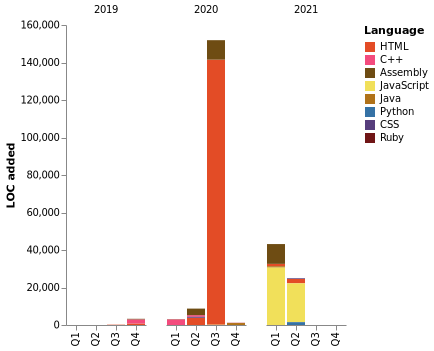 2019 2020 2021
Language
HTML
C++
Assembly
JavaScript
Java
Python
CSS
Ruby
LOC added
160,000
140,000
120,000
100,000
80,000
60,000
40,000
20,000
0
Q1 Q2 Q3 Q4 Q1 Q2 Q3 Q4 Q1 Q2 Q3 Q4